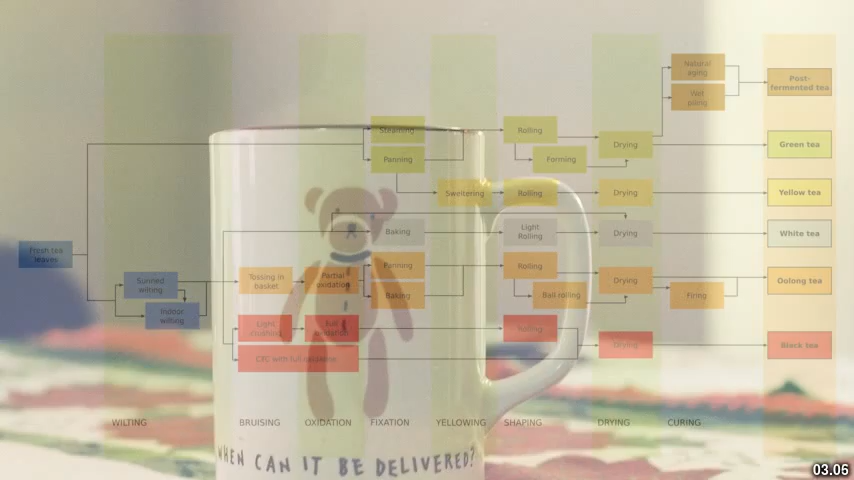 Natural
aging
Post-
fermented tea
Wet
piling
Steaming
Rolling
Drying
Green tea
Panning
Forming
Sweltering
Rolling
Drying
Yellow tea
Baking
Light
Rolling
Drying
White tea
Fresh tea
leaves
Sunned
wilting
Tossing in
basket
Partial
oxidation
Panning
Rolling
Drying
Oolong tea
Indoor
wilting
Baking
Ball rolling
Firing
Light
crushing
Full
oxidation
Rolling
Drying
Black tea
CTC with full oxidation
WILTING
BRUISING
OXIDATION
FIXATION
YELLOWING
SHAPING
DRYING
CURING
WHEN CAN IT BE DELIVERED?
03.05